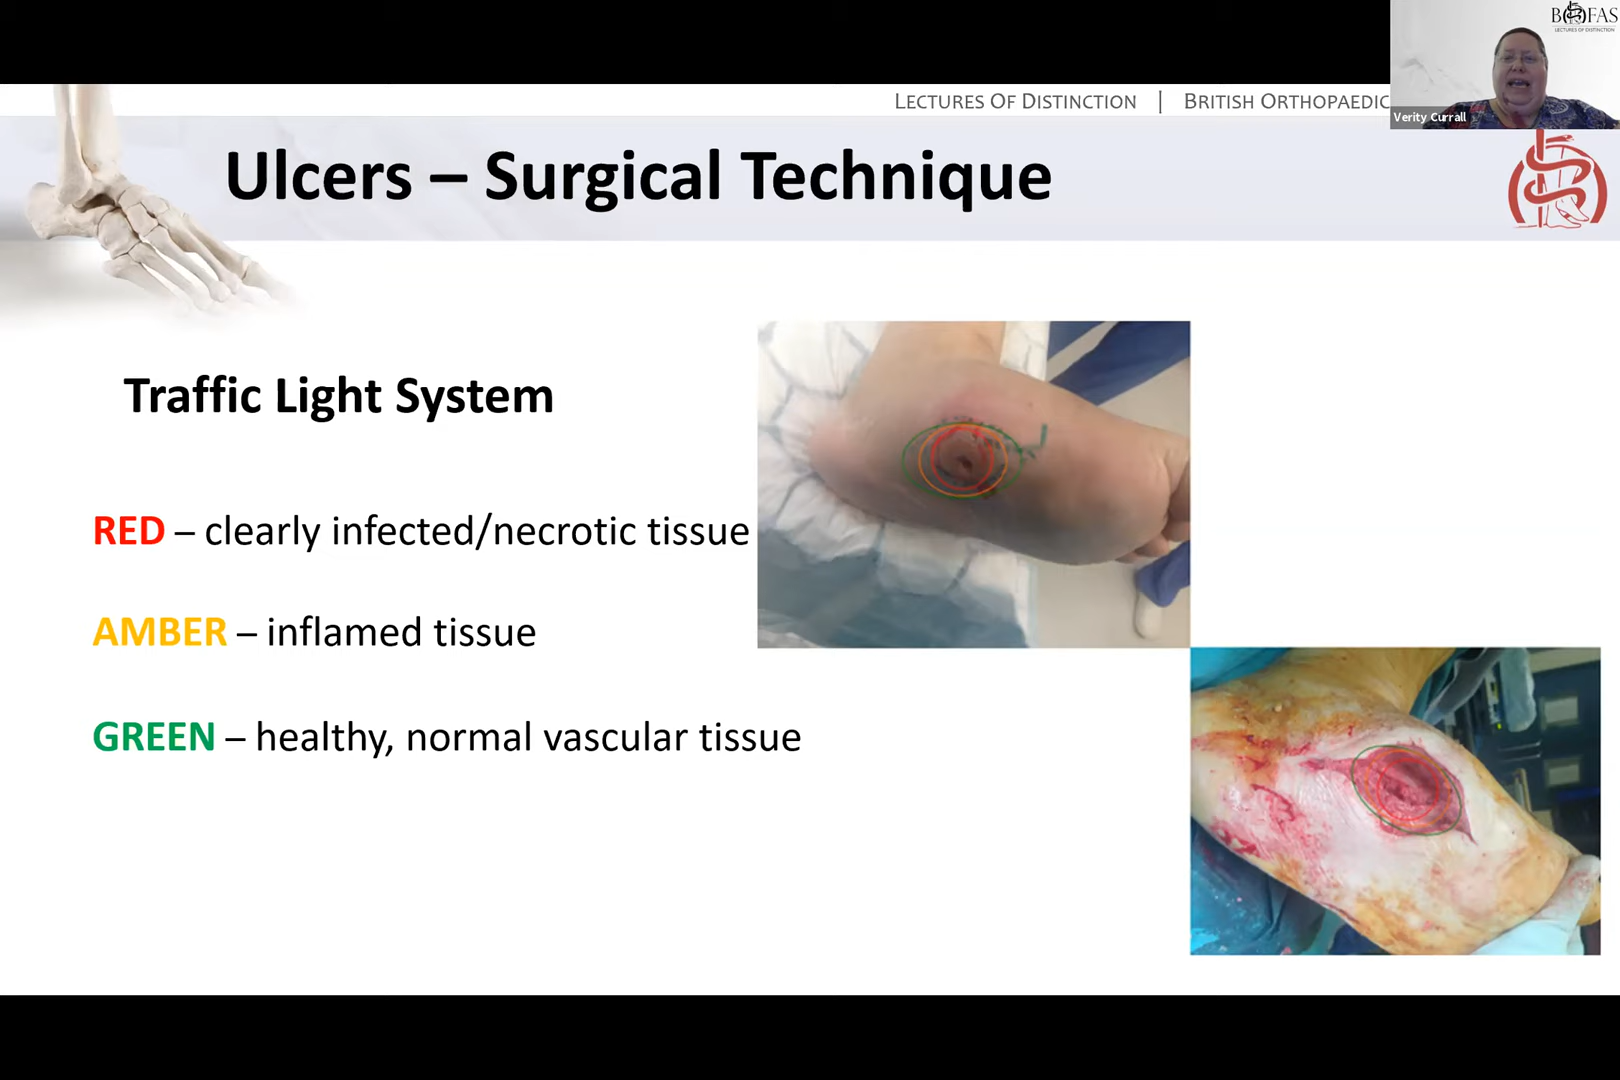 BOFAS
LECTURES OF DISTINCTION
LECTURES OF DISTINCTION | BRITISH ORTHOPAEDIC
Verity Currall
Ulcers – Surgical Technique
Traffic Light System
RED – clearly infected/necrotic tissue
AMBER – inflamed tissue
GREEN – healthy, normal vascular tissue